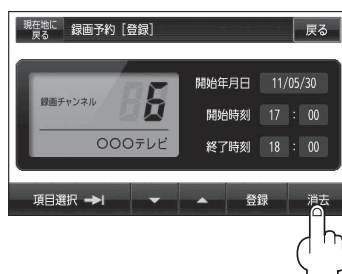 現在地に
戻る
録画予約［登録］
戻る
録画チャンネル
6
〇〇〇テレビ
開始年月日 11/05/30
開始時刻 17 : 00
終了時刻 18 : 00
項目選択
登録
消去